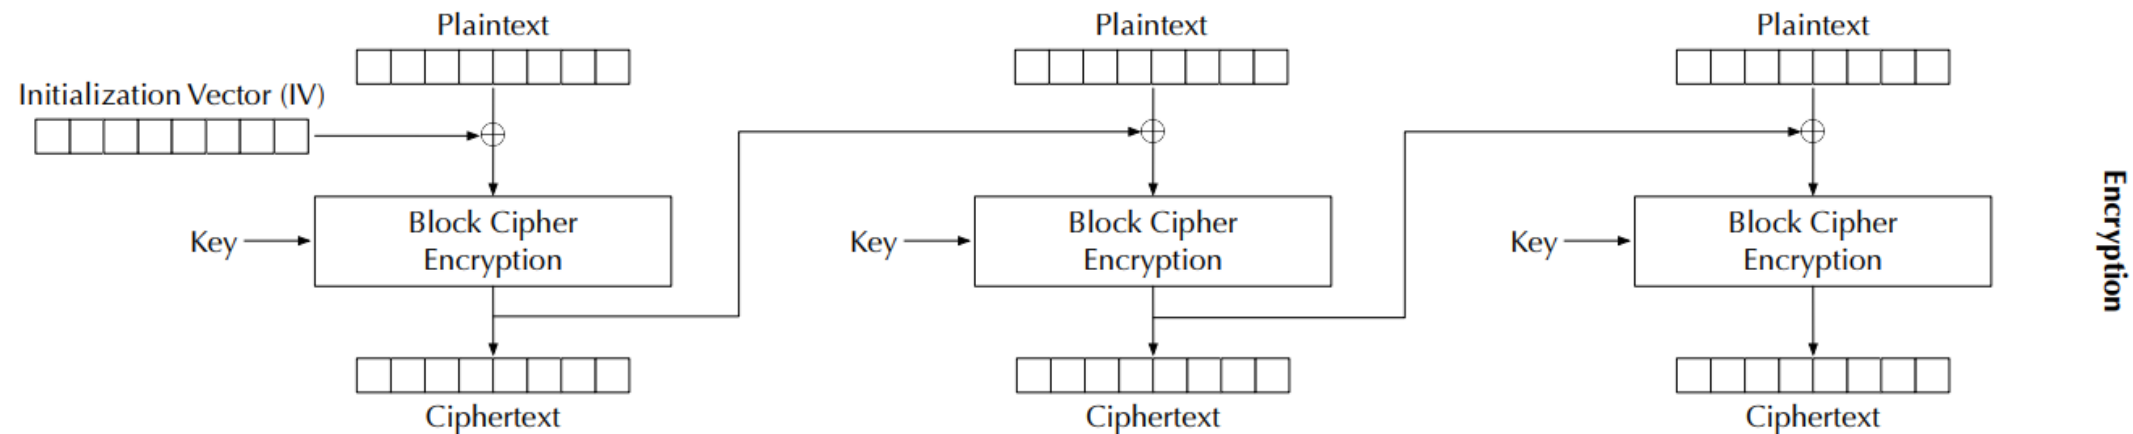 Plaintext
Plaintext
Plaintext
Initialization Vector (IV)
Key
Block Cipher
Encryption
Key
Block Cipher
Encryption
Key
Block Cipher
Encryption
Encryption
Ciphertext
Ciphertext
Ciphertext